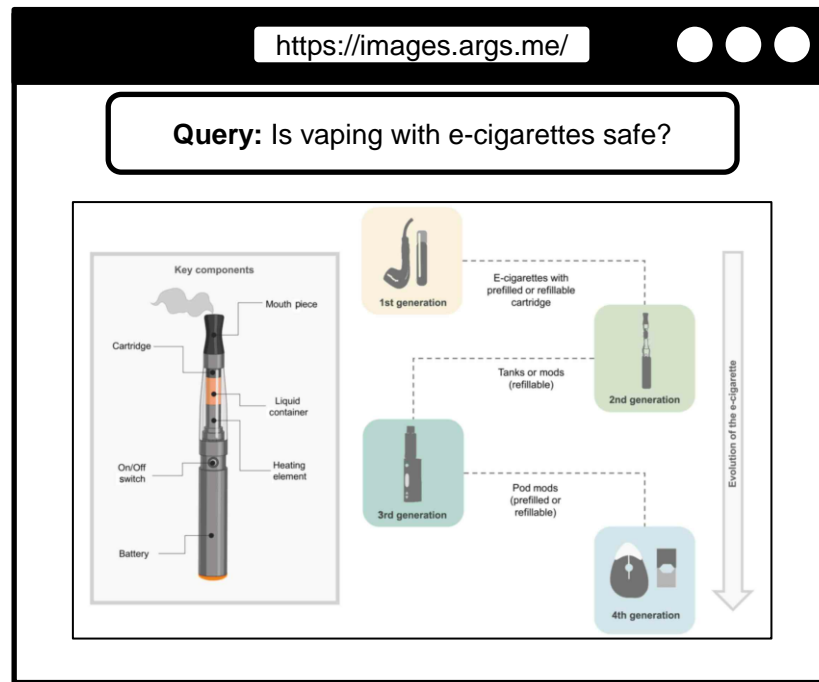 https://images.args.me/
Query: Is vaping with e-cigarettes safe?
Key components
Mouth piece
Cartridge
Liquid
container
On/Off
switch
Heating
element
Battery
1st generation
E-cigarettes with
prefilled or refillable
cartridge
2nd generation
Tanks or mods
(refillable)
3rd generation
Pod mods
(prefilled or
refillable)
4th generation
Evolution of the e-cigarette